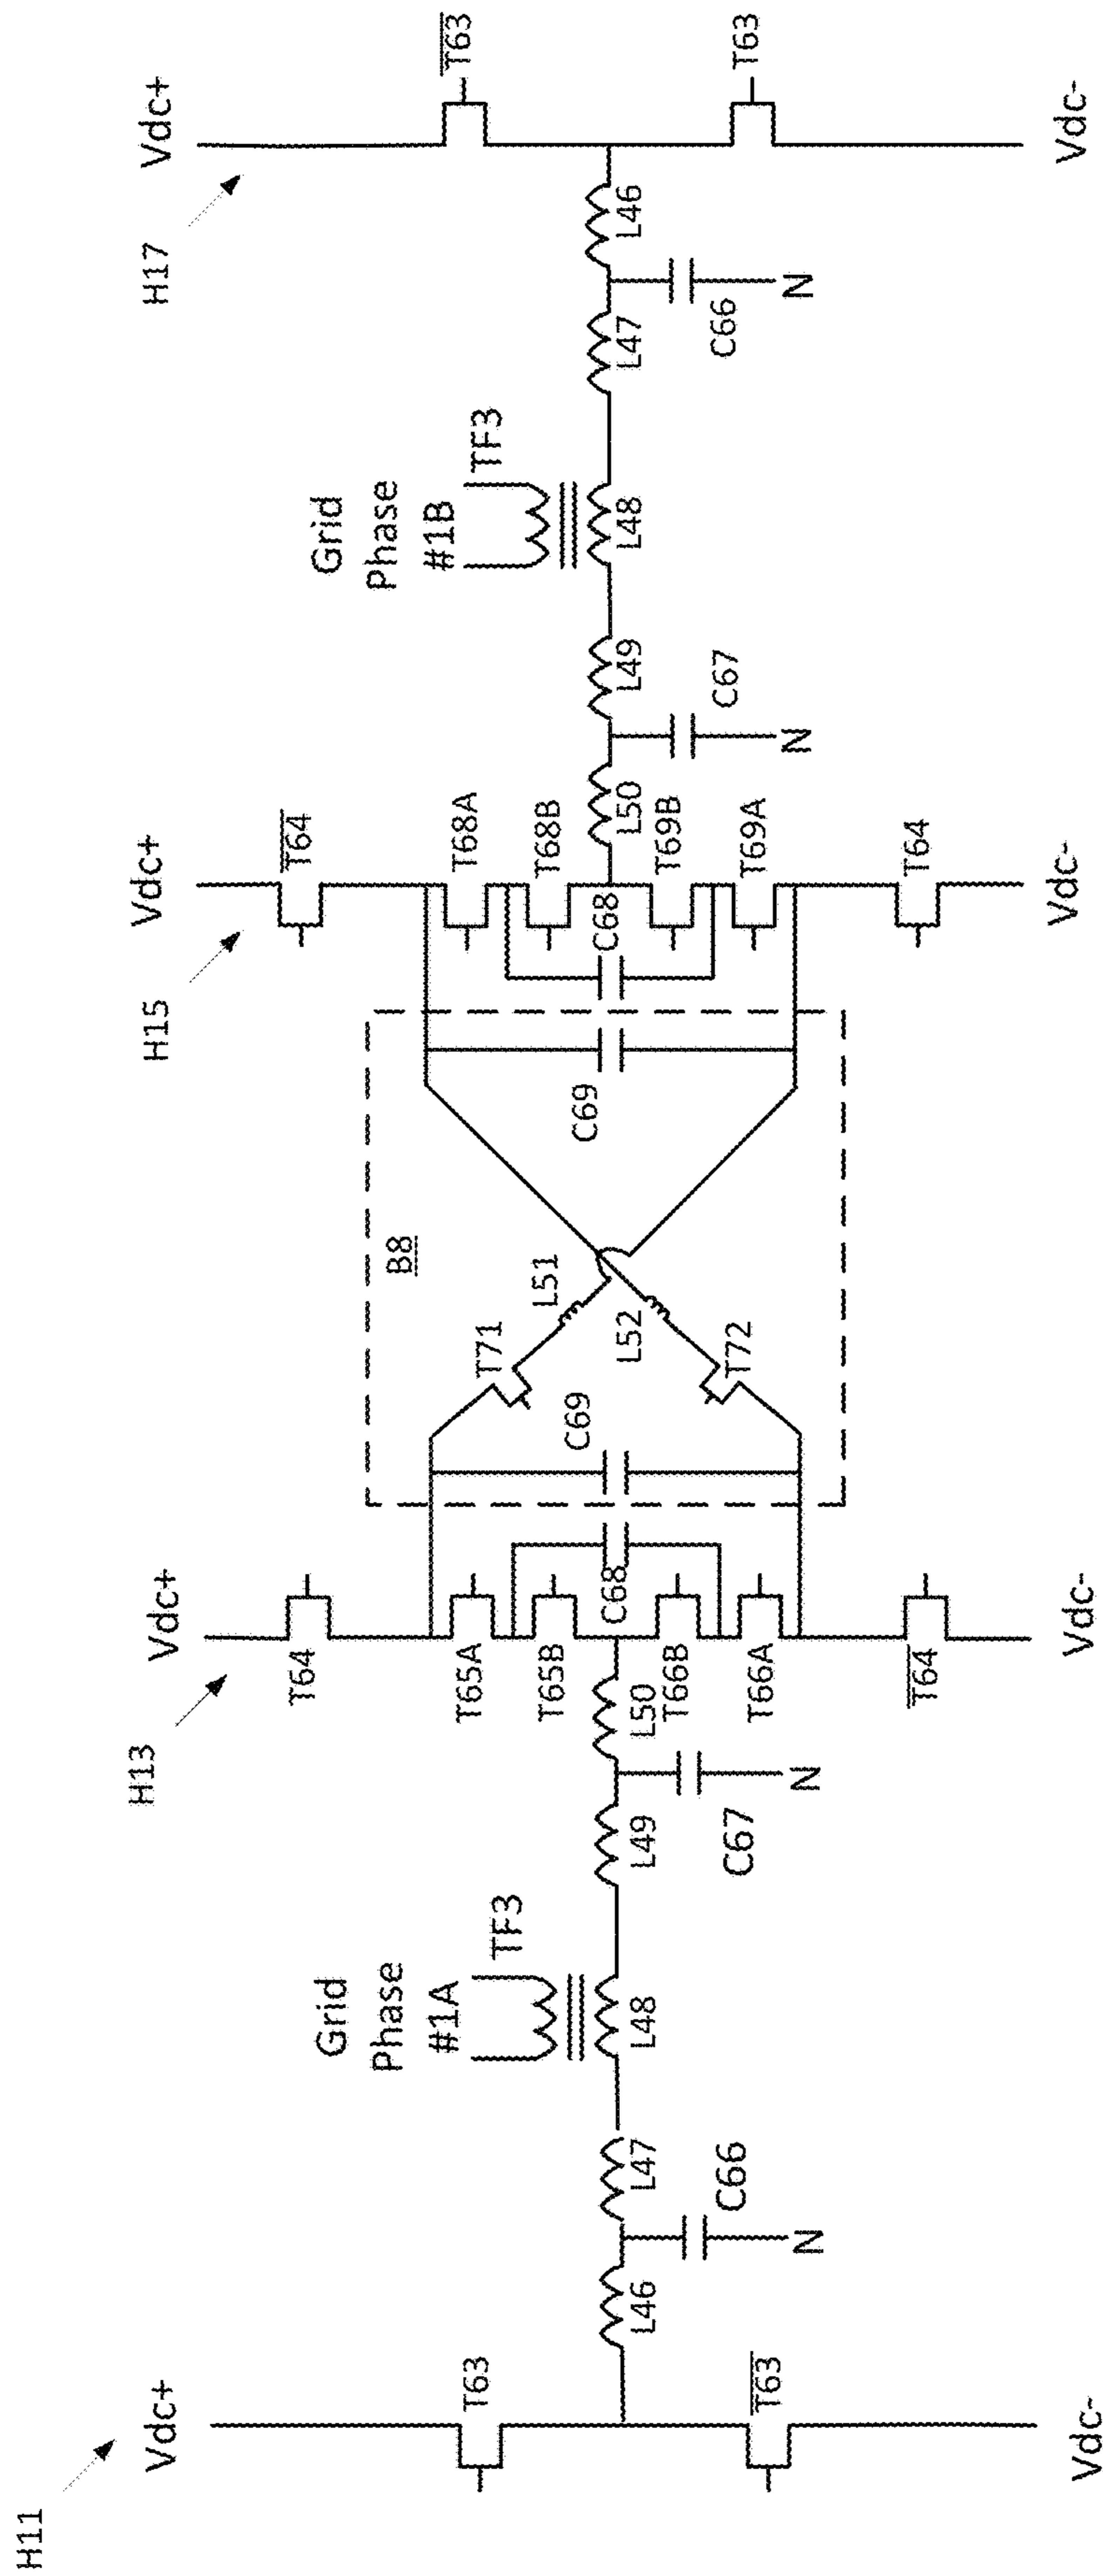 H11
Vdc+
T63
T63
Vdc-
L46
C66
N
L47
Grid
Phase
#1A
TF3
L48
L49
C67
N
L50
H13
Vdc+
T64
T65A
T65B
T66B
T66A
T64
Vdc-
C68
C69
B8
T71
L51
L52
T72
C69
C68
H15
Vdc+
T64
T68A
T68B
T69B
T69A
T64
Vdc-
L50
C67
N
L49
Grid
Phase
#1B
TF3
L48
L47
C66
N
L46
H17
Vdc+
T63
T63
Vdc-